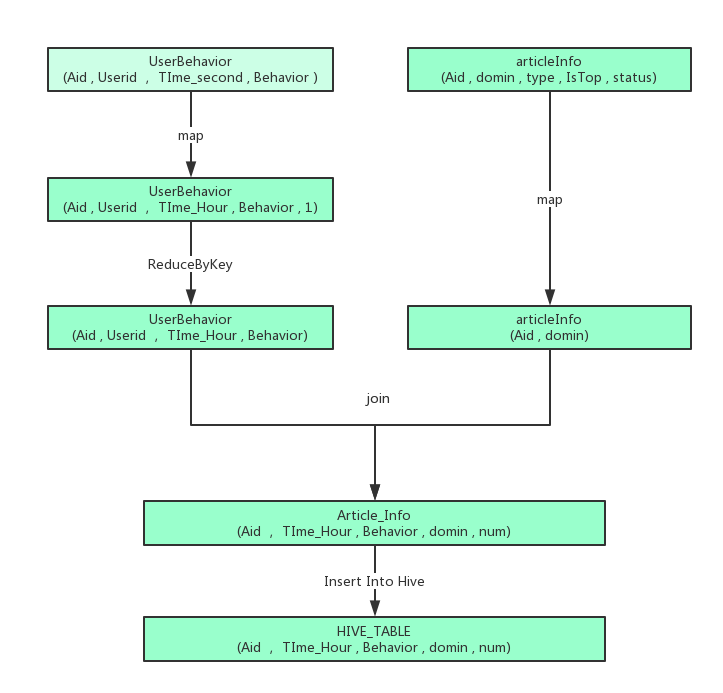 UserBehavior
(Aid , Userid , TIme_second , Behavior )
articleInfo
(Aid , domin , type , IsTop , status)
map
UserBehavior
(Aid , Userid , TIme_Hour , Behavior , 1)
map
ReduceByKey
UserBehavior
(Aid , Userid , TIme_Hour , Behavior)
articleInfo
(Aid , domin)
join
Article_Info
(Aid , TIme_Hour , Behavior , domin , num)
Insert Into Hive
HIVE_TABLE
(Aid , TIme_Hour , Behavior , domin , num)